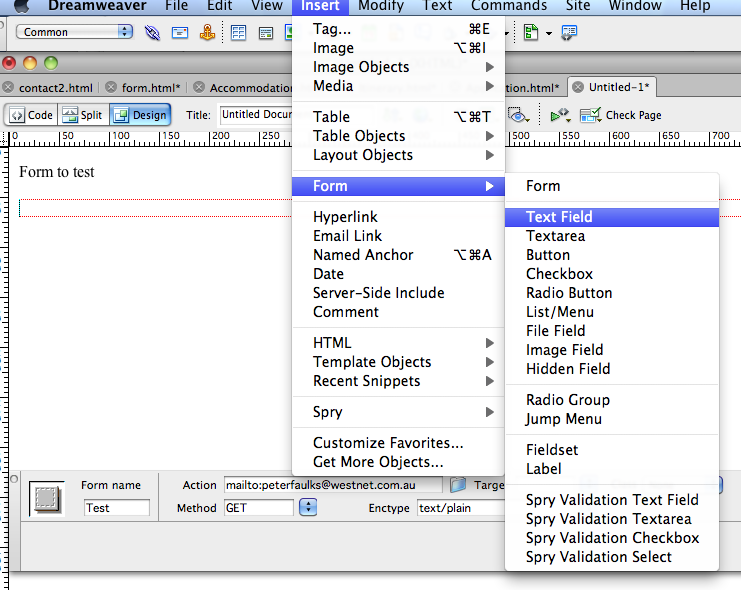 Dreamweaver File Edit View Insert Modify Text Commands Site Window Help
Common
contact2.html form.html* Accommodation tion.html* Untitled-1*
Code Split Design Title: Untitled Docum Check Page
0 50 100 150 200 250 500 550 600 650 700
Form to test
Tag... ⌘E
Image ⌥⌘I
Image Objects
Media
Table ⌥⌘T
Table Objects
Layout Objects
Form
Hyperlink
Email Link
Named Anchor ⌥⌘A
Date
Server-Side Include
Comment
HTML
Template Objects
Recent Snippets
Spry
Customize Favorites...
Get More Objects...
Form
Text Field
Textarea
Button
Checkbox
Radio Button
List/Menu
File Field
Image Field
Hidden Field
Radio Group
Jump Menu
Fieldset
Label
Spry Validation Text Field
Spry Validation Textarea
Spry Validation Checkbox
Spry Validation Select
Form name Action mailto:peterfaulks@westnet.com.au Targe
Test Method GET Enctype text/plain